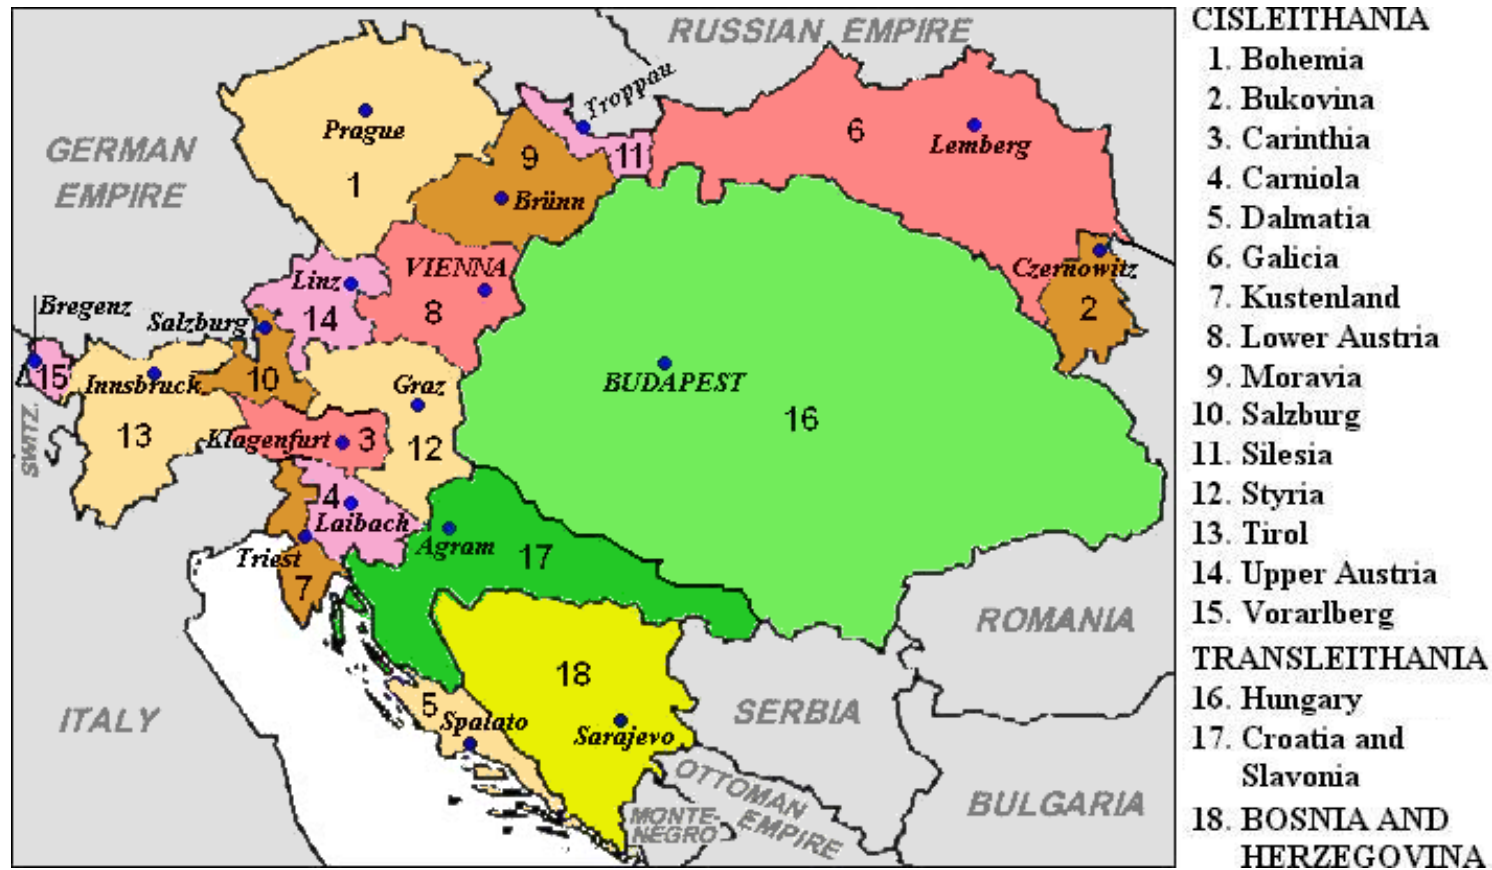 RUSSIAN EMPIRE
GERMAN
EMPIRE
Troppau
Prague
1
9
Brünn
11
6
Lemberg
Czernowitz
2
Linz
VIENNA
14
8
Bregenz
Salzburg
15
Innsbruck
10
Graz
BUDAPEST
16
SWITZ.
13
Klagenfurt
3
12
4
Laibach
Agram
17
Triest
7
ROMANIA
18
5
Spalato
Sarajevo
SERBIA
ITALY
OTTOMAN
EMPIRE
MONTE-
NEGRO
BULGARIA
CISLEITHANIA
1. Bohemia
2. Bukovina
3. Carinthia
4. Carniola
5. Dalmatia
6. Galicia
7. Kustenland
8. Lower Austria
9. Moravia
10. Salzburg
11. Silesia
12. Styria
13. Tirol
14. Upper Austria
15. Vorarlberg
TRANSLEITHANIA
16. Hungary
17. Croatia and
Slavonia
18. BOSNIA AND
HERZEGOVINA